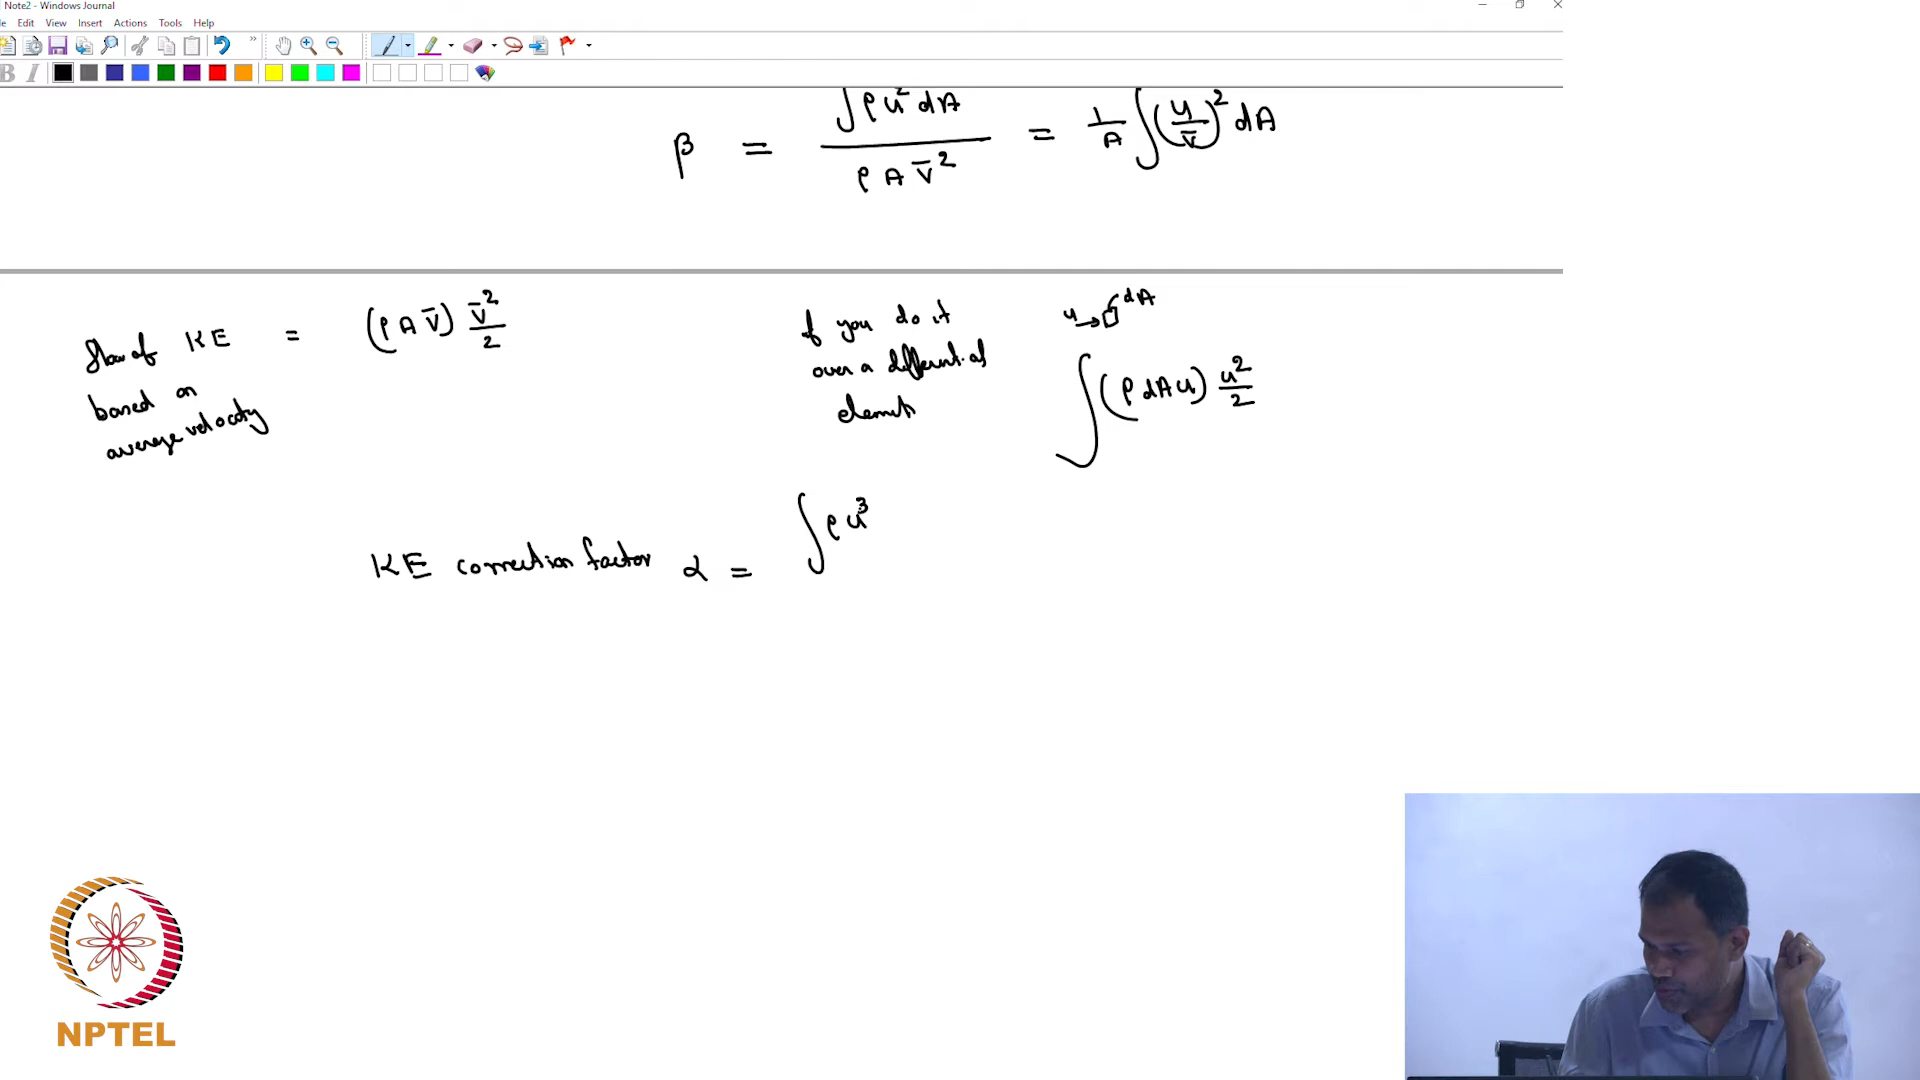 Note2 - Windows Journal
Edit View Insert Actions Tools Help
B I
β = ∫ρu²dA / ρAV̅² = 1/A ∫(u/V̅)² dA
flow of KE = (ρAV̅) V̅²/2
based on
average velocity
If you do it
over a differential
element
u → dA
∫(ρdAu) u²/2
KE correction factor α = ∫ρu³
NPTEL